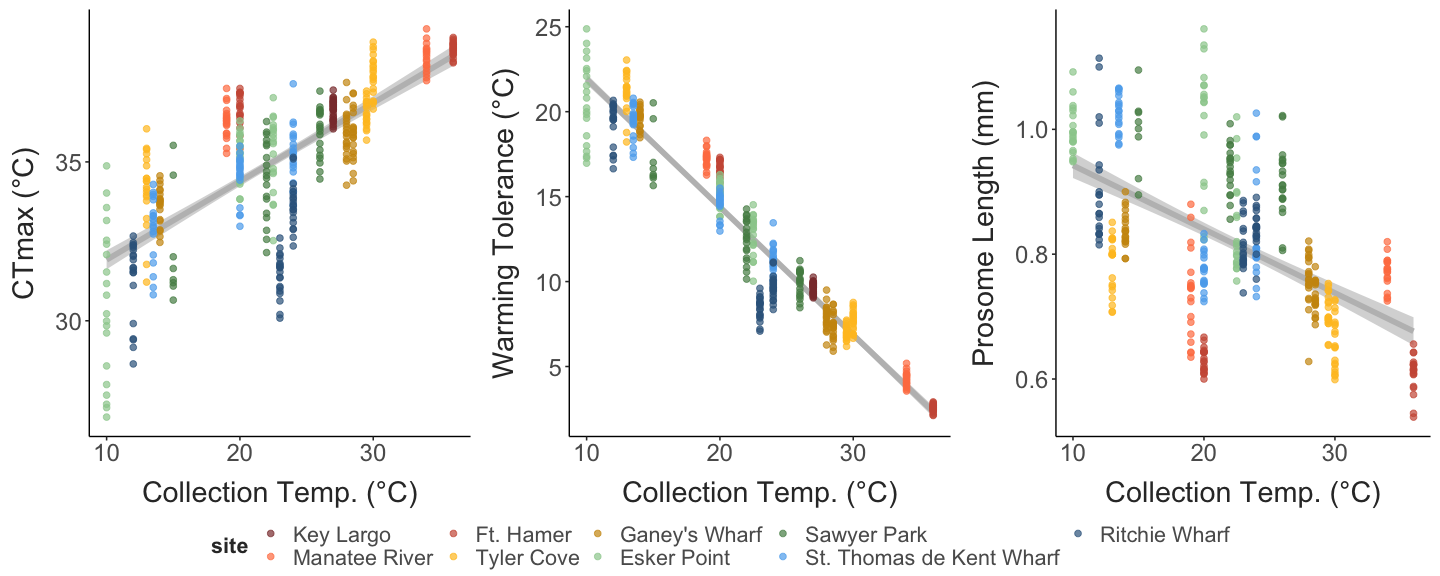 CTmax (°C)
35
30
10
20
30
Collection Temp. (°C)
Warming Tolerance (°C)
25
20
15
10
5
10
20
30
Collection Temp. (°C)
Prosome Length (mm)
1.0
0.8
0.6
10
20
30
Collection Temp. (°C)
site
Key Largo
Manatee River
Ft. Hamer
Tyler Cove
Ganey's Wharf
Esker Point
Sawyer Park
St. Thomas de Kent Wharf
Ritchie Wharf